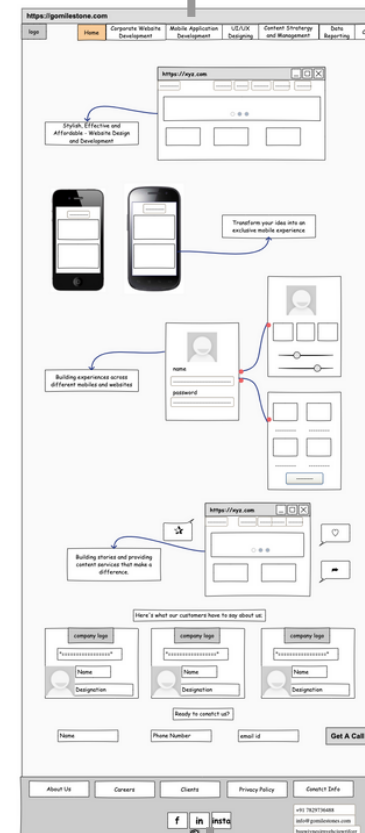 https://gomilestone.com
logo
Home
Corporate Website
Development
Mobile Application
Development
UI/UX
Designing
Content Stratergy
and Management
Data
Reporting
https://xyz.com
Stylish, Effective and
Affordable - Website Design
and Development
Transform your idea into an
exclusive mobile experience
name
password
Building experiences across
different mobiles and websites
https://xyz.com
Building stories and providing
content services that make a
difference.
Here's what our customers have to say about us.
company logo
company logo
company logo
Name
Name
Name
Designation
Designation
Designation
Ready to conatct us?
Name
Phone Number
email id
Get A Call
About Us
Careers
Clients
Privacy Policy
Conatct Info
f
in
insta
+91 7829736488
info@gomilestones.com